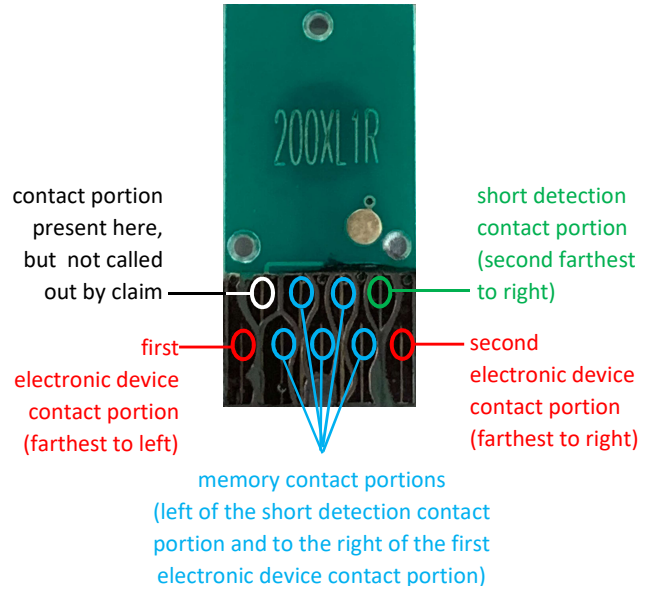 200XL1R
contact portion
present here,
but not called
out by claim
short detection
contact portion
(second farthest
to right)
first
electronic device
contact portion
(farthest to left)
second
electronic device
contact portion
(farthest to right)
memory contact portions
(left of the short detection contact
portion and to the right of the first
electronic device contact portion)